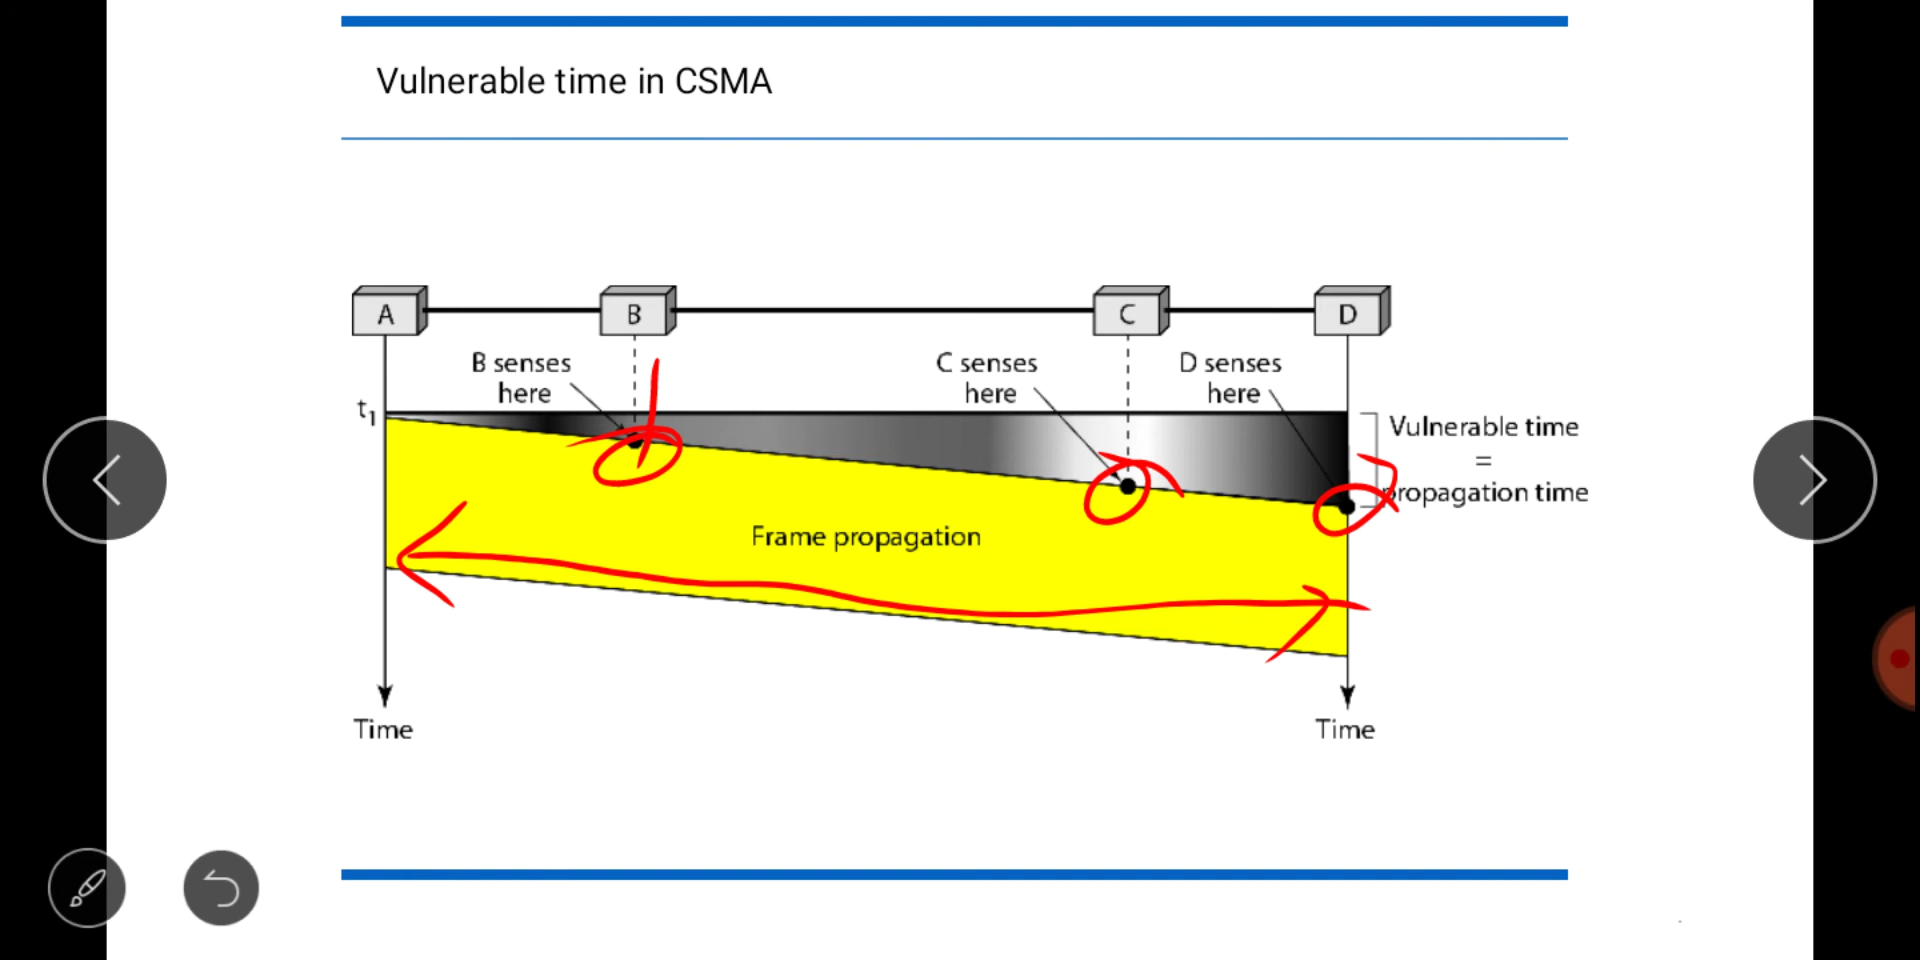 Vulnerable time in CSMA
A
B
C
D
B senses
here
C senses
here
D senses
here
t1
Vulnerable time
=
propagation time
Frame propagation
Time
Time